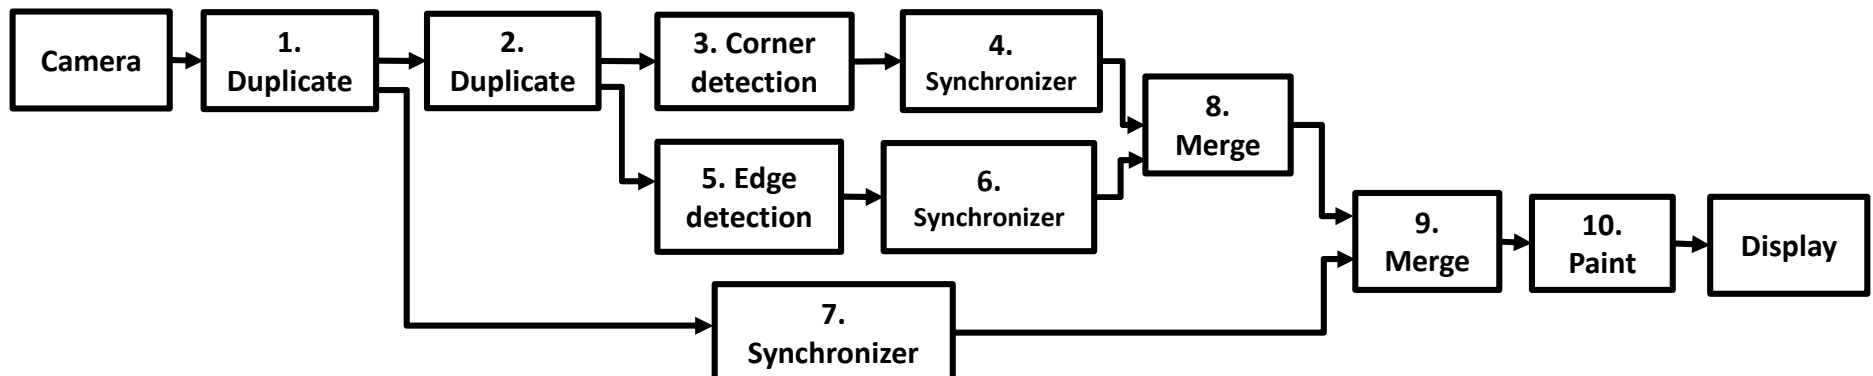 Camera
1.
Duplicate
2.
Duplicate
3. Corner
detection
4.
Synchronizer
5. Edge
detection
6.
Synchronizer
7.
Synchronizer
8.
Merge
9.
Merge
10.
Paint
Display